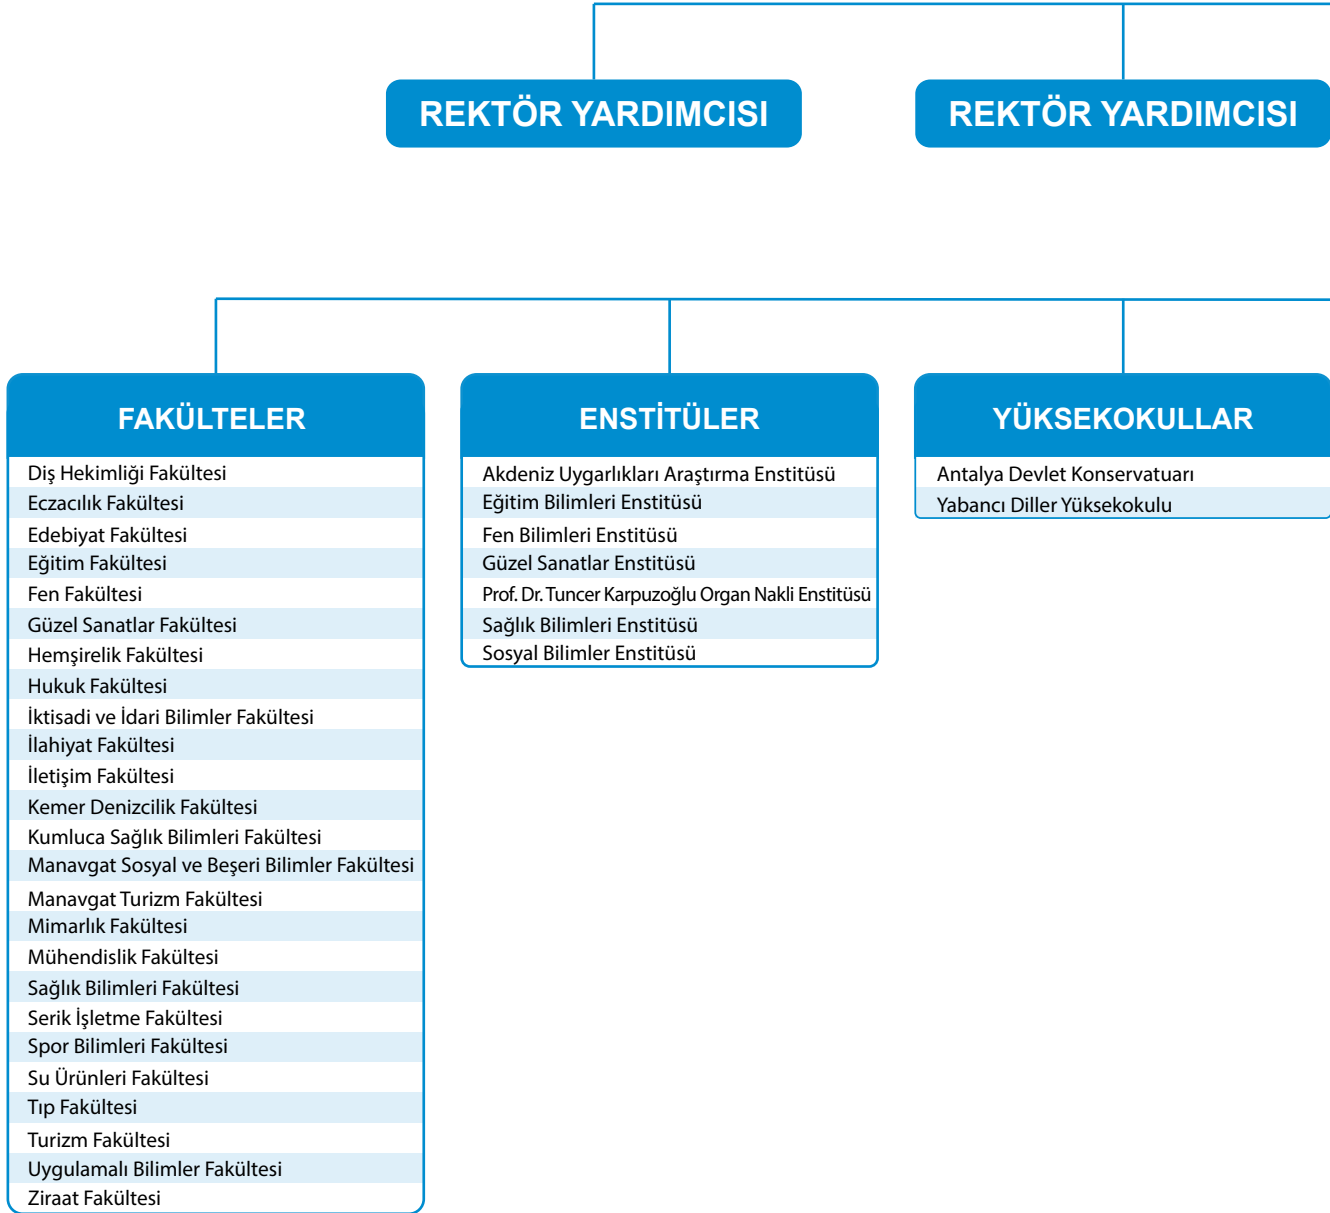 REKTÖR YARDIMCISI
REKTÖR YARDIMCISI
FAKÜLTELER
Diş Hekimliği Fakültesi
Eczacılık Fakültesi
Edebiyat Fakültesi
Eğitim Fakültesi
Fen Fakültesi
Güzel Sanatlar Fakültesi
Hemşirelik Fakültesi
Hukuk Fakültesi
İktisadi ve İdari Bilimler Fakültesi
İlahiyat Fakültesi
İletişim Fakültesi
Kemer Denizcilik Fakültesi
Kumluca Sağlık Bilimleri Fakültesi
Manavgat Sosyal ve Beşeri Bilimler Fakültesi
Manavgat Turizm Fakültesi
Mimarlık Fakültesi
Mühendislik Fakültesi
Sağlık Bilimleri Fakültesi
Serik İşletme Fakültesi
Spor Bilimleri Fakültesi
Su Ürünleri Fakültesi
Tıp Fakültesi
Turizm Fakültesi
Uygulamalı Bilimler Fakültesi
Ziraat Fakültesi
ENSTİTÜLER
Akdeniz Uygarlıkları Araştırma Enstitüsü
Eğitim Bilimleri Enstitüsü
Fen Bilimleri Enstitüsü
Güzel Sanatlar Enstitüsü
Prof. Dr. Tuncer Karpuzoğlu Organ Nakli Enstitüsü
Sağlık Bilimleri Enstitüsü
Sosyal Bilimler Enstitüsü
YÜKSEKOKULLAR
Antalya Devlet Konservatuarı
Yabancı Diller Yüksekokulu